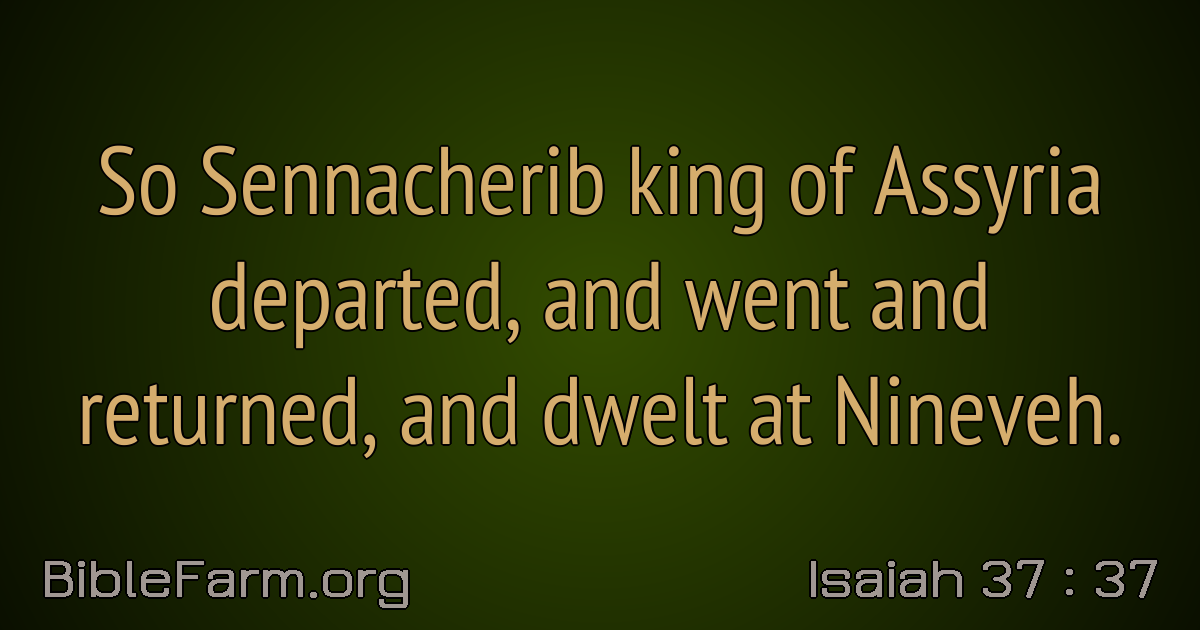 So Sennacherib king of Assyria
departed, and went and
returned, and dwelt at Nineveh.
BibleFarm.org
Isaiah 37 : 37